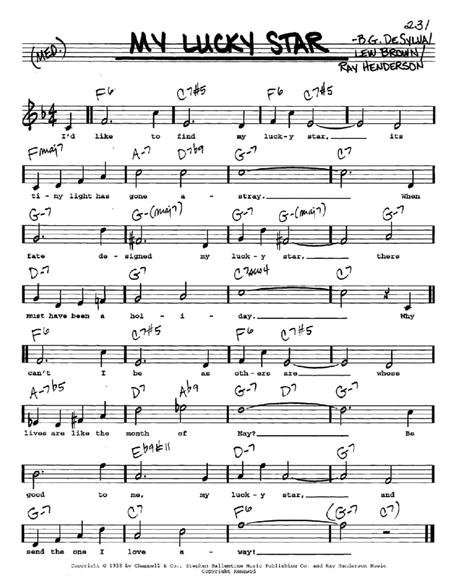 231
(MED.)
MY LUCKY STAR
-B.G. DeSYLVA/
LEW BROWN/
RAY HENDERSON
F6 C7#5 F6 C7#5
I'd like to find my luck-y star, its
Fmaj7 A-7 D7b9 G-7 C7
ti-ny light has gone a - stray. When
G-7 G-(maj7) G-7 G-(maj7)
fate de-signed my luck-y star, there
D-7 G7 C7sus4 C7
must have been a hol - i - day. Why
F6 C7#5 F6 C7#5
can't I be as oth-ers are whose
A-7b5 D7 Ab9 G-7 D7 G-7
lives are like the month of May? Be
Eb9#11 D-7 G7
good to me, my luck-y star, and
G-7 C7 F6 (G-7 C7)
send the one I love a - way!
Copyright © 1928 by Chappell & Co., Stephen Ballentine Music Publishing Co. and Ray Henderson Music
Copyright Renewed